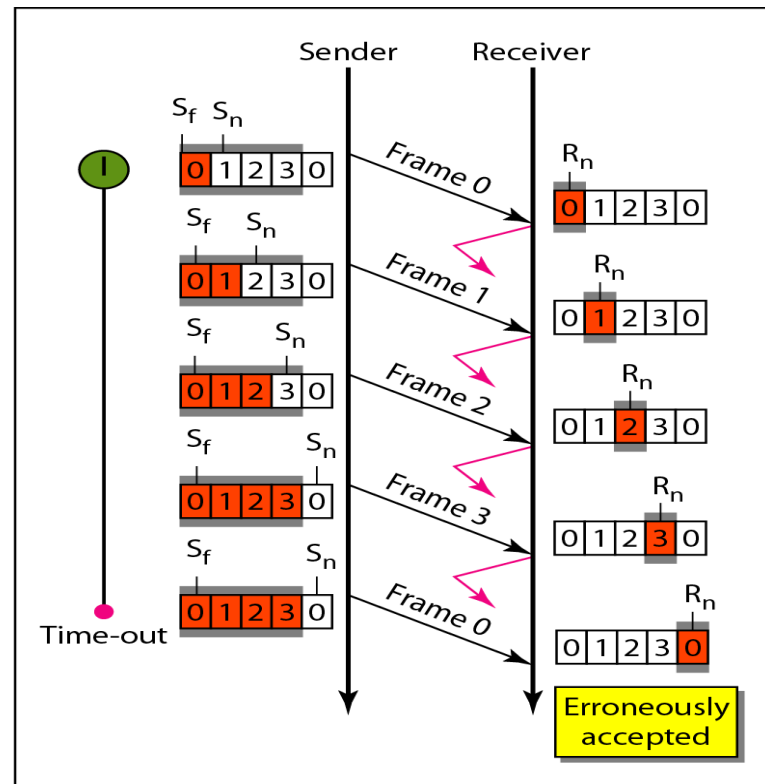 Sender Receiver
Sf Sn
0 1 2 3 0
Frame 0
Rn
0 1 2 3 0
Sf Sn
0 1 2 3 0
Frame 1
Rn
0 1 2 3 0
Sf Sn
0 1 2 3 0
Frame 2
Rn
0 1 2 3 0
Sf Sn
0 1 2 3 0
Frame 3
Rn
0 1 2 3 0
Sf Sn
0 1 2 3 0
Time-out
Frame 0
Rn
0 1 2 3 0
Erroneously
accepted